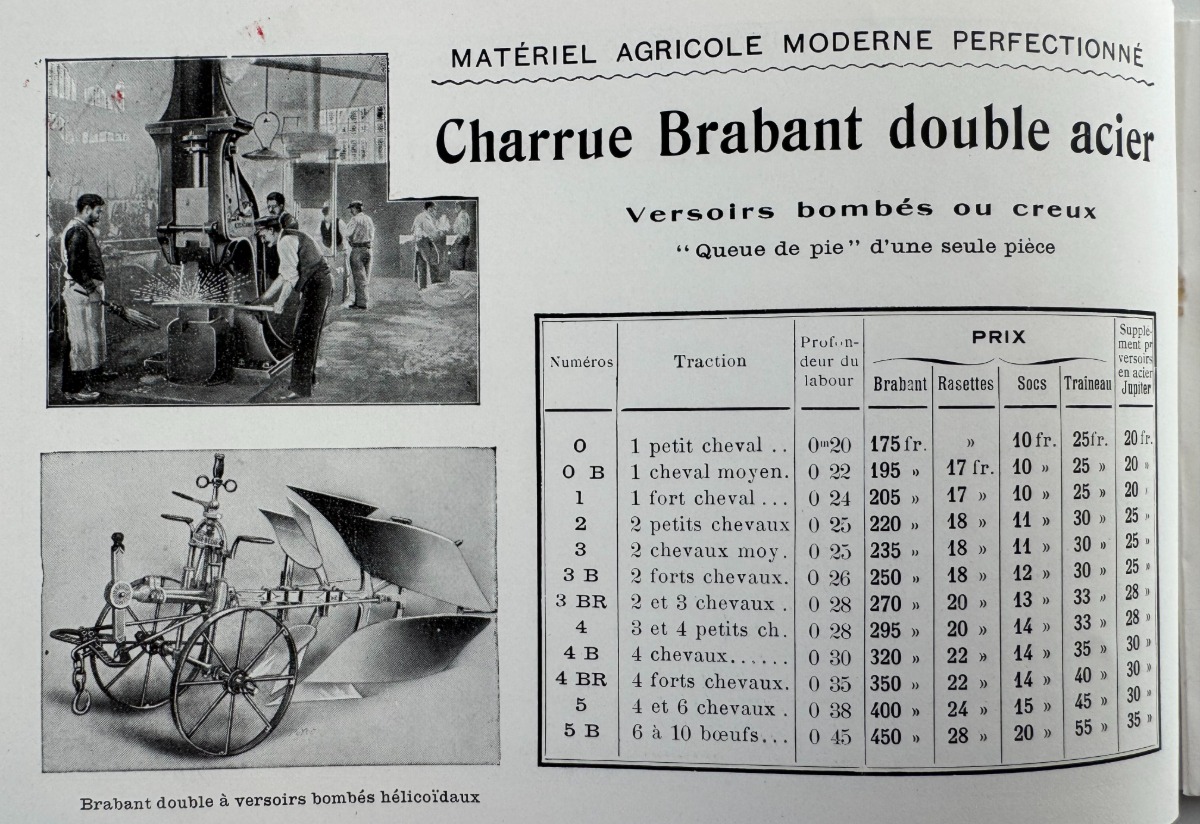 MATÉRIEL AGRICOLE MODERNE PERFECTIONNÉ
Charrue Brabant double acier
Versoirs bombés ou creux
“ Queue de pie ” d'une seule pièce
Numéros Traction Profondeur du labour PRIX Supplément pr versoirs en acier Jupiter
Brabant Rasettes Socs Traineau
0 1 petit cheval .. 0m20 175 fr. » 10 fr. 25fr. 20 fr.
0 B 1 cheval moyen. 0 22 195 » 17 fr. 10 » 25 » 20 »
1 1 fort cheval ... 0 24 205 » 17 » 10 » 25 » 20 »
2 2 petits chevaux 0 25 220 » 18 » 11 » 30 » 25 »
3 2 chevaux moy. 0 25 235 » 18 » 11 » 30 » 25 »
3 B 2 forts chevaux. 0 26 250 » 18 » 12 » 30 » 25 »
3 BR 2 et 3 chevaux . 0 28 270 » 20 » 13 » 33 » 28 »
4 3 et 4 petits ch. 0 28 295 » 20 » 14 » 33 » 28 »
4 B 4 chevaux...... 0 30 320 » 22 » 14 » 35 » 30 »
4 BR 4 forts chevaux. 0 35 350 » 22 » 14 » 40 » 30 »
5 4 et 6 chevaux . 0 38 400 » 24 » 15 » 45 » 30 »
5 B 6 à 10 bœufs... 0 45 450 » 28 » 20 » 55 » 35 »
Brabant double à versoirs bombés hélicoïdaux